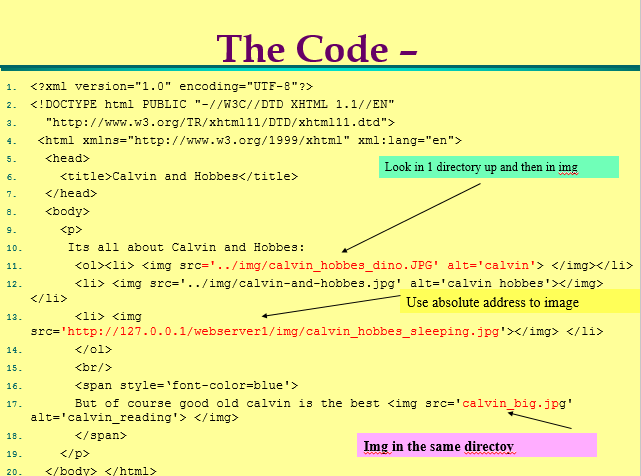 The Code –
1. <?xml version="1.0" encoding="UTF-8"?>
2. <!DOCTYPE html PUBLIC "-//W3C//DTD XHTML 1.1//EN"
3. "http://www.w3.org/TR/xhtml11/DTD/xhtml11.dtd">
4. <html xmlns="http://www.w3.org/1999/xhtml" xml:lang="en">
5. <head>
Look in 1 directory up and then in img
6. <title>Calvin and Hobbes</title>
7. </head>
8. <body>
9. <p>
10. Its all about Calvin and Hobbes:
11. <ol><li> <img src='../img/calvin_hobbes_dino.JPG' alt='calvin'> </img></li>
12. <li> <img src='../img/calvin-and-hobbes.jpg' alt='calvin hobbes'></img>
</li>
Use absolute address to image
13. <li> <img
src='http://127.0.0.1/webserver1/img/calvin_hobbes_sleeping.jpg'></img> </li>
14. </ol>
15. <br/>
16. <span style=‘font-color=blue'>
17. But of course good old calvin is the best <img src='calvin_big.jpg'
alt='calvin_reading'> </img>
18. </span>
Img in the same directoy
19. </p>
20. </body> </html>